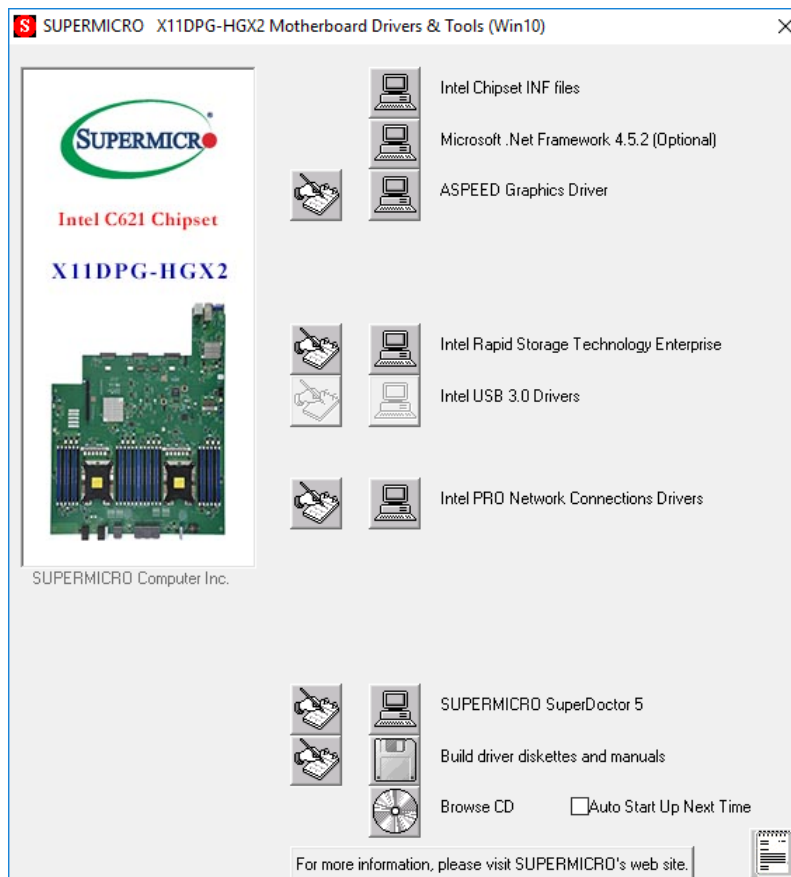 S SUPERMICRO X11DPG-HGX2 Motherboard Drivers & Tools (Win10)
SUPERMICRO
Intel C621 Chipset
X11DPG-HGX2
SUPERMICRO Computer Inc.
Intel Chipset INF files
Microsoft .Net Framework 4.5.2 (Optional)
ASPEED Graphics Driver
Intel Rapid Storage Technology Enterprise
Intel USB 3.0 Drivers
Intel PRO Network Connections Drivers
SUPERMICRO SuperDoctor 5
Build driver diskettes and manuals
Browse CD
Auto Start Up Next Time
For more information, please visit SUPERMICRO's web site.